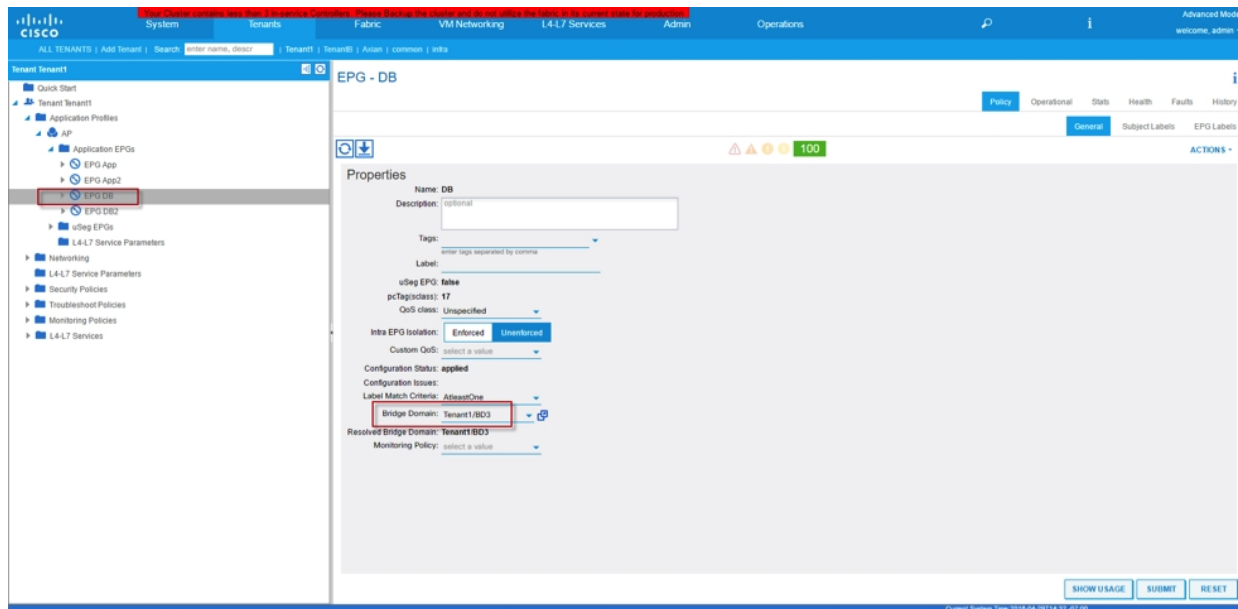 Your Cluster contains less than 3 in-service Controllers. Please Backup the cluster and do not utilize the fabric in its current state for production.
CISCO
System
Tenants
Fabric
VM Networking
L4-L7 Services
Admin
Operations
i
Advanced Mode
welcome, admin
ALL TENANTS | Add Tenant | Search: enter name, descr | Tenant1 | TenantB | Asian | common | infra
Tenant Tenant1
Quick Start
Tenant Tenant1
Application Profiles
AP
Application EPGs
EPG App
EPG App2
EPG DB
EPG DB2
uSeg EPGs
L4-L7 Service Parameters
Networking
L4-L7 Service Parameters
Security Policies
Troubleshoot Policies
Monitoring Policies
L4-L7 Services
EPG - DB
i
Policy Operational Stats Health Faults History
General Subject Labels EPG Labels
100
ACTIONS
Properties
Name: DB
Description: optional
Tags:
enter tags separated by comma
Label:
uSeg EPG: false
pcTag(sclass): 17
QoS class: Unspecified
Intra EPG Isolation: Enforced Unenforced
Custom QoS: select a value
Configuration Status: applied
Configuration Issues:
Label Match Criteria: AtleastOne
Bridge Domain: Tenant1/BD3
Resolved Bridge Domain: Tenant1/BD3
Monitoring Policy: select a value
SHOW USAGE SUBMIT RESET